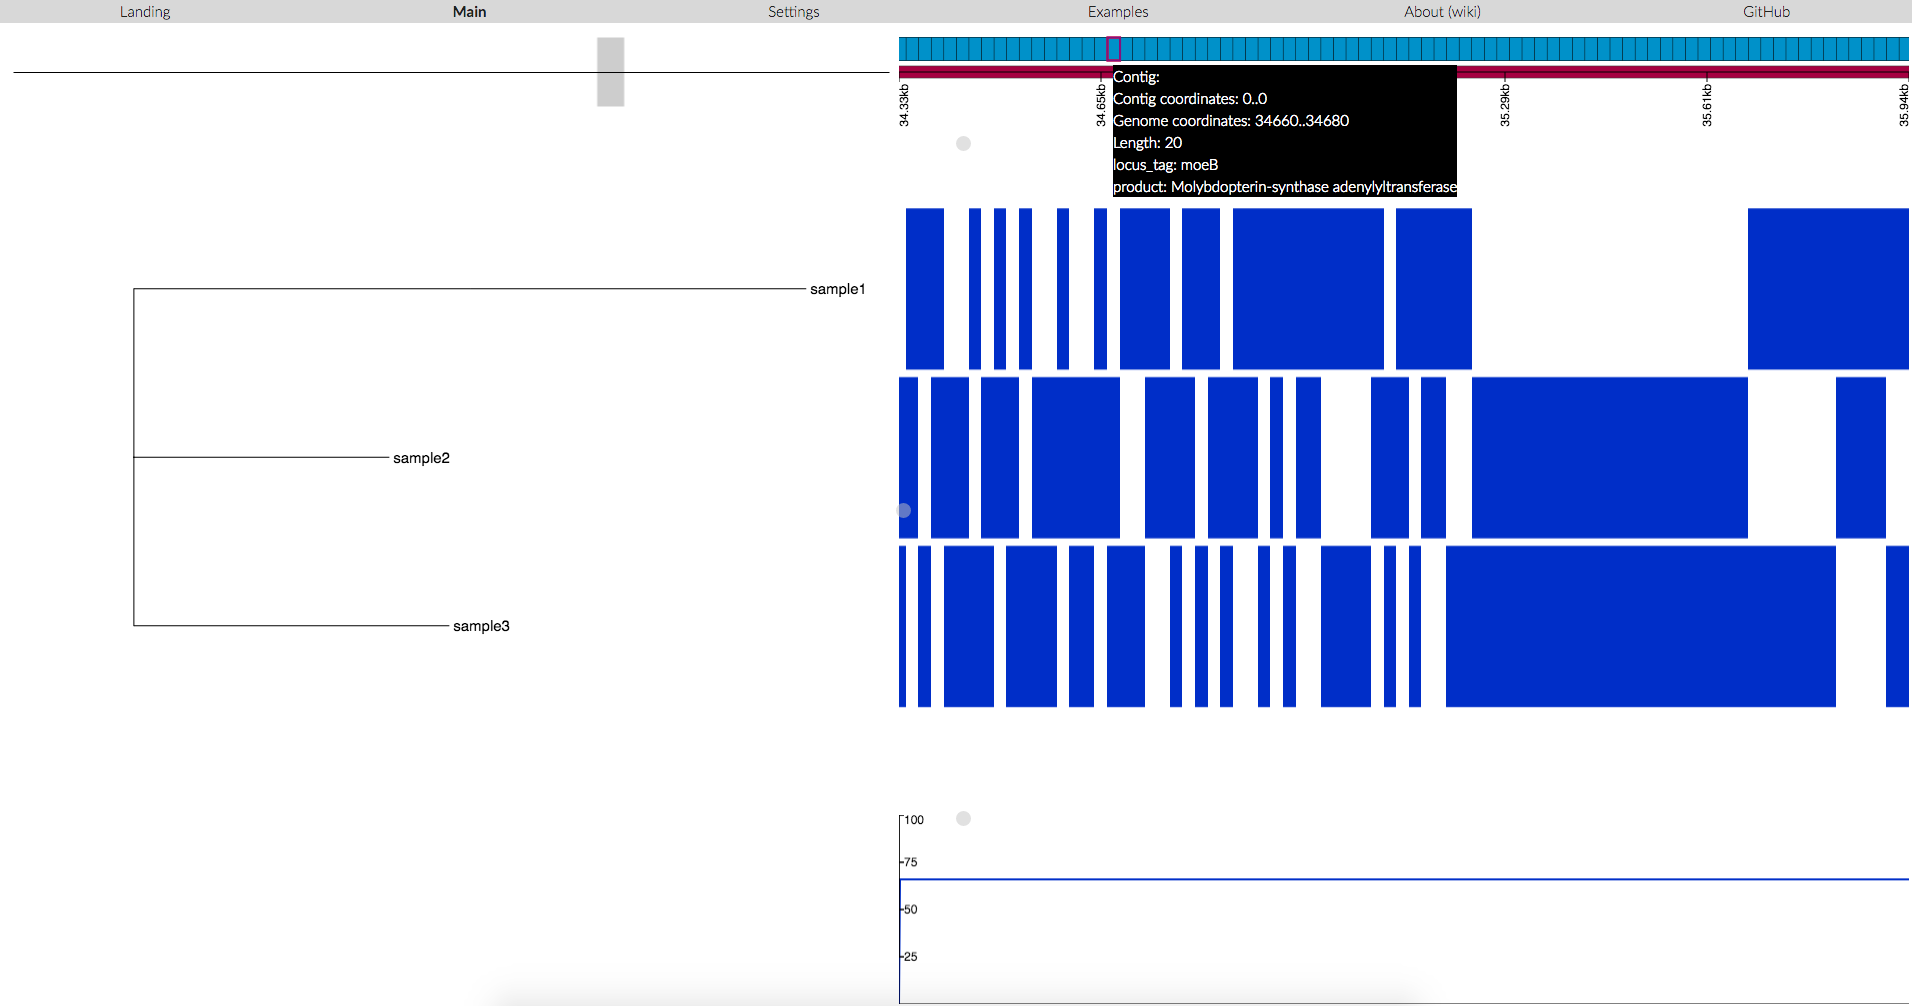 Landing Main Settings Examples About (wiki) GitHub
Contig:
Contig coordinates: 0..0
Genome coordinates: 34660..34680
Length: 20
locus_tag: moeB
product: Molybdopterin-synthase adenylyltransferase
34.33kb 34.65kb 35.29kb 35.61kb 35.94kb
sample1
sample2
sample3
100
75
50
25